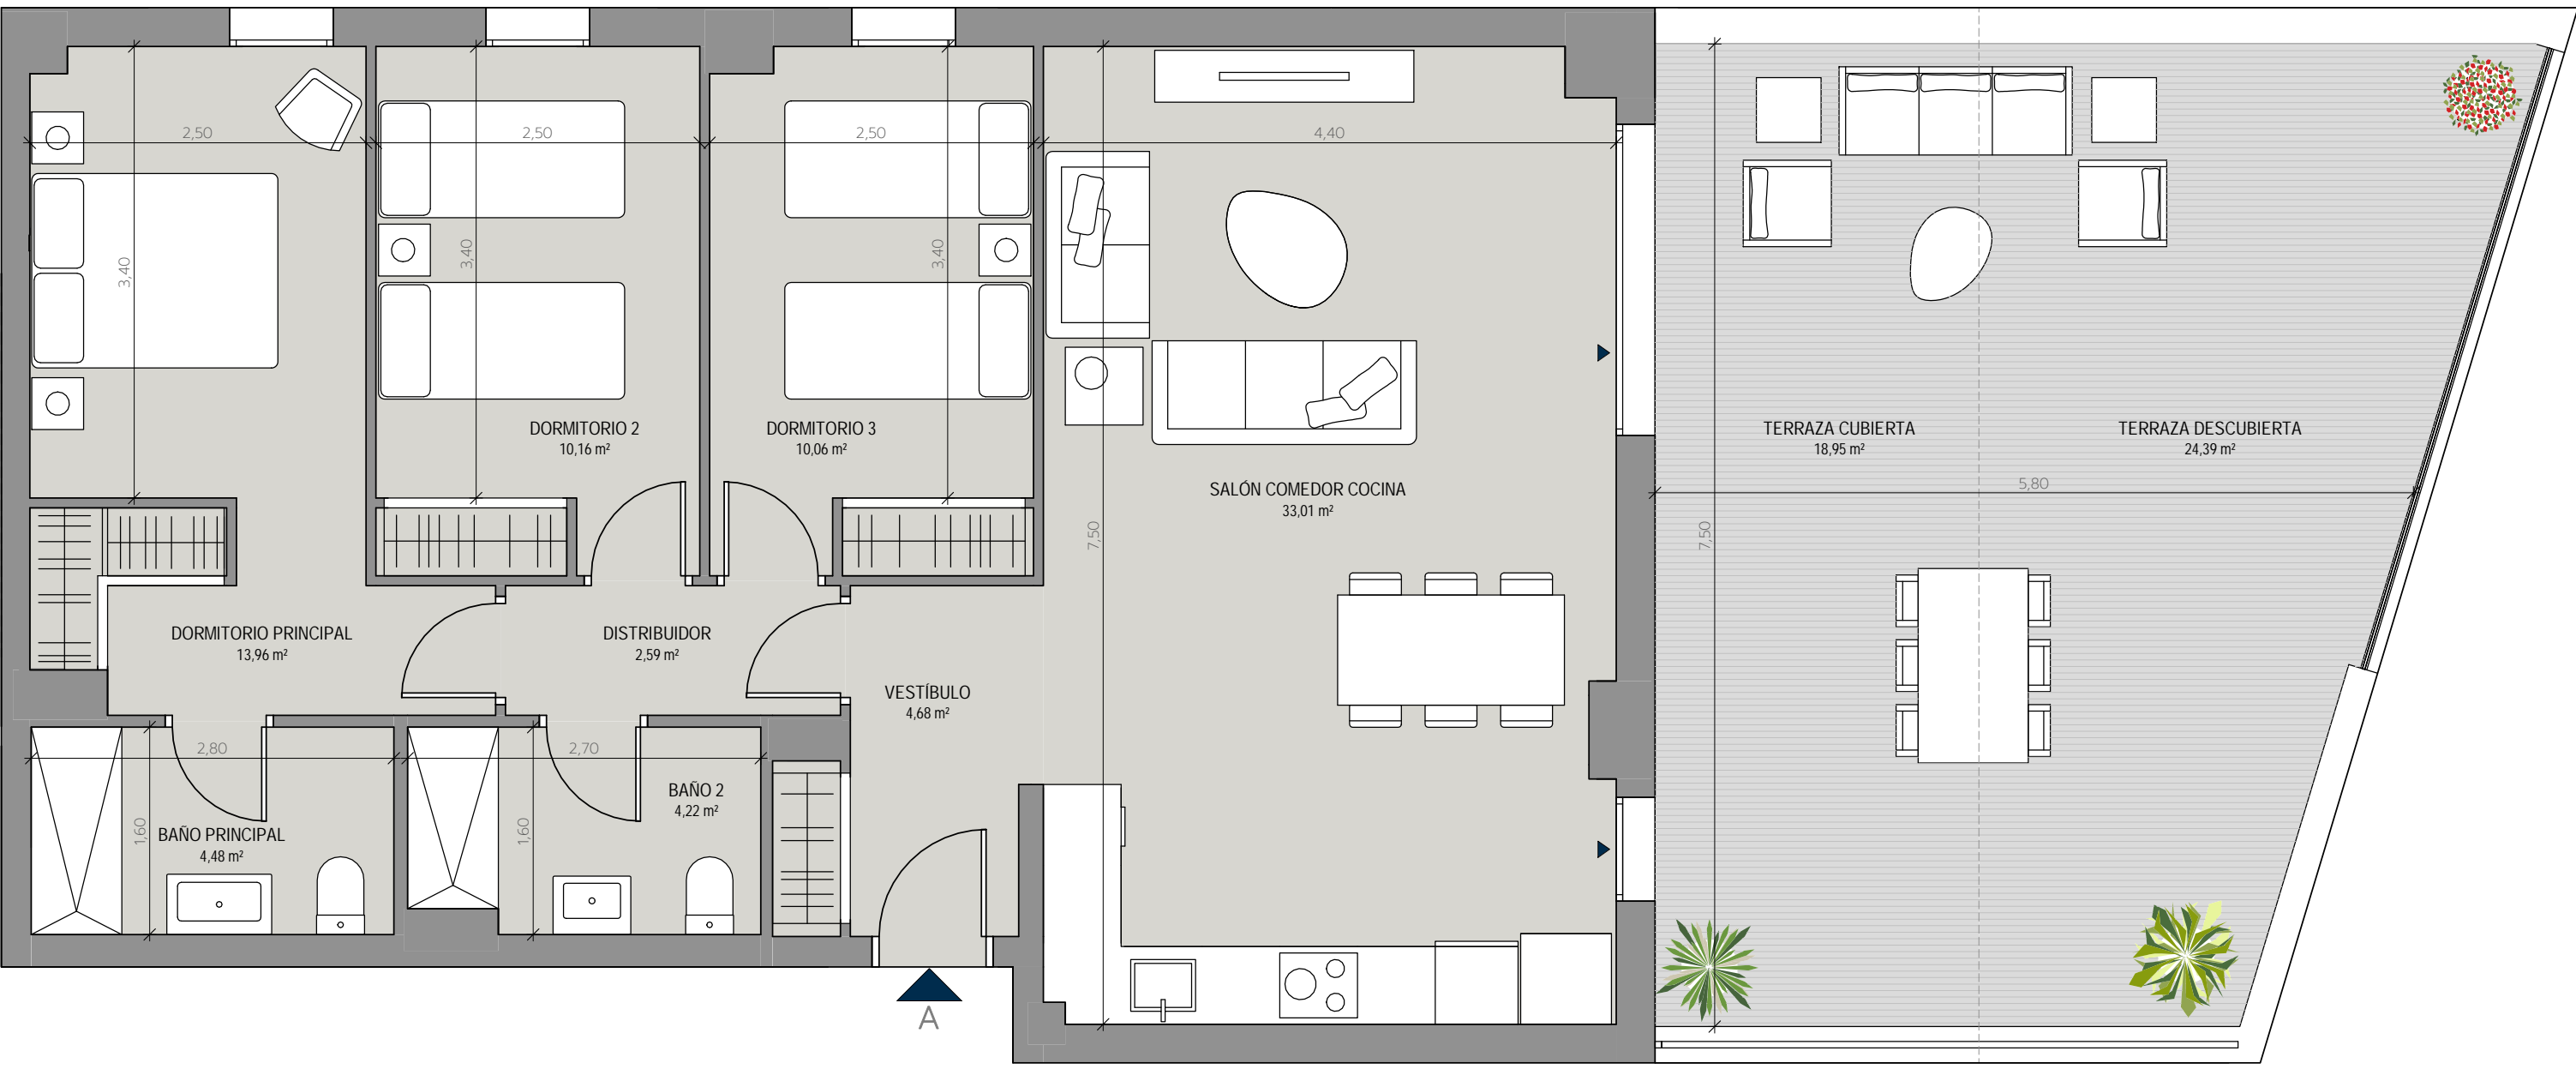 2,50
2,50
2,50
4,40
3,40
3,40
3,40
DORMITORIO 2
10,16 m²
DORMITORIO 3
10,06 m²
TERRAZA CUBIERTA
18,95 m²
TERRAZA DESCUBIERTA
24,39 m²
SALÓN COMEDOR COCINA
33,01 m²
5,80
7,50
7,50
DORMITORIO PRINCIPAL
13,96 m²
DISTRIBUIDOR
2,59 m²
VESTÍBULO
4,68 m²
2,80
2,70
BAÑO 2
4,22 m²
1,60
1,60
BAÑO PRINCIPAL
4,48 m²
A